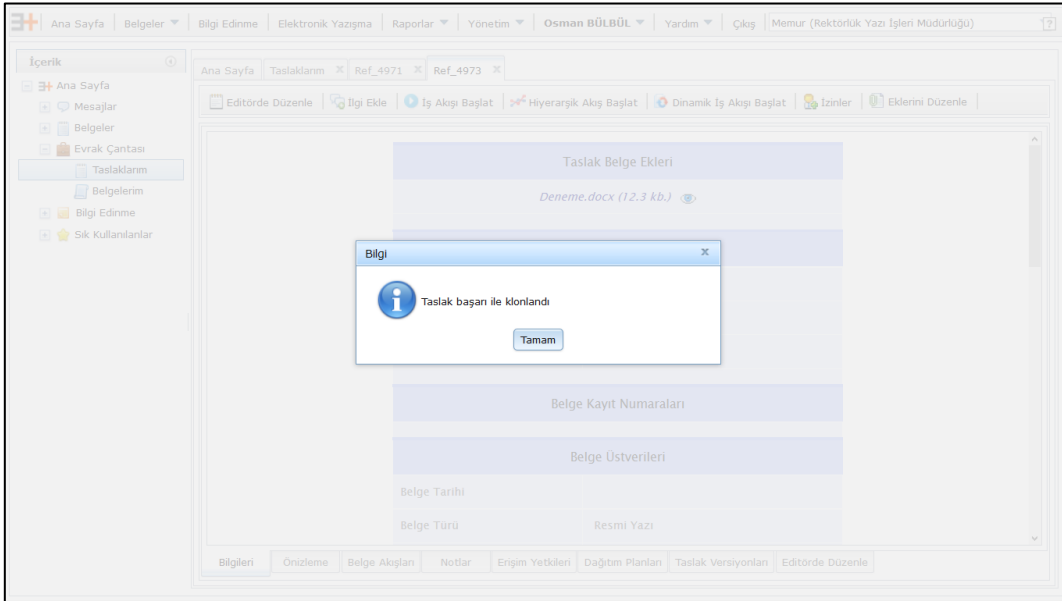 Ana Sayfa Belgeler Bilgi Edinme Elektronik Yazışma Raporlar Yönetim Osman BÜLBÜL Yardım Çıkış Memur (Rektörlük Yazı İşleri Müdürlüğü)
İçerik
Ana Sayfa Taslaklarım Ref_4971 Ref_4973
Ana Sayfa
Mesajlar
Belgeler
Evrak Çantası
Taslaklarım
Belgelerim
Bilgi Edinme
Sık Kullanılanlar
Editörde Düzenle İlgi Ekle İş Akışı Başlat Hiyerarşik Akış Başlat Dinamik İş Akışı Başlat İzinler Eklerini Düzenle
Taslak Belge Ekleri
Deneme.docx (12.3 kb.)
Bilgi x
Taslak başarı ile klonlandı
Tamam
Belge Kayıt Numaraları
Belge Üstverileri
Belge Tarihi
Belge Türü Resmi Yazı
Bilgileri Önizleme Belge Akışları Notlar Erişim Yetkileri Dağıtım Planları Taslak Versiyonları Editörde Düzenle